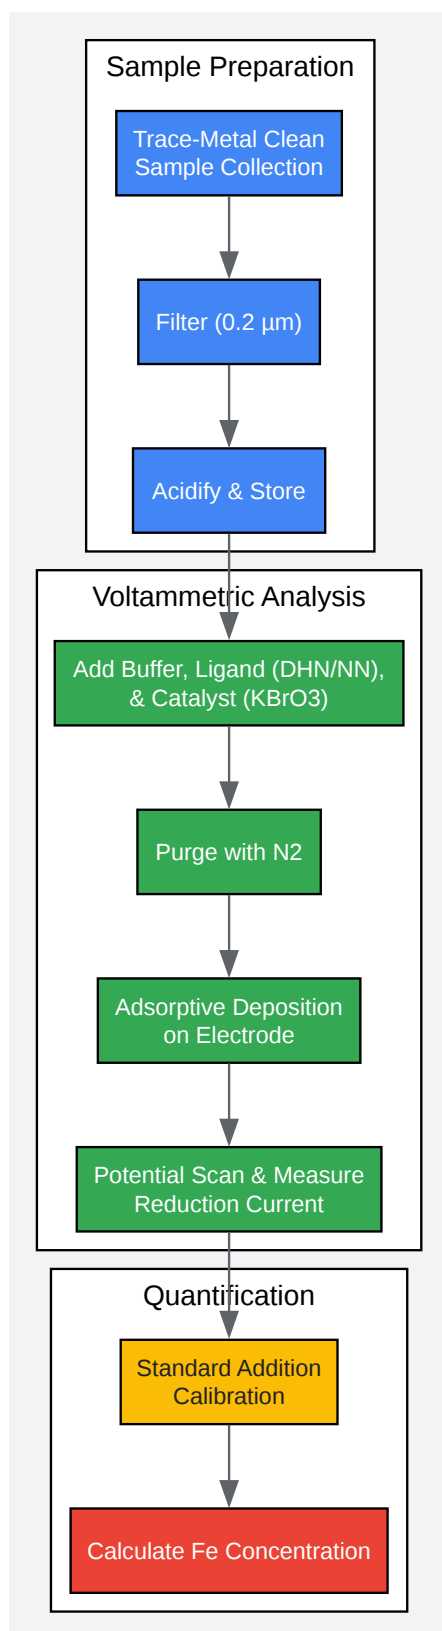 Sample Preparation
Trace-Metal Clean
Sample Collection
Filter (0.2 µm)
Acidify & Store
Voltammetric Analysis
Add Buffer, Ligand (DHN/NN),
& Catalyst (KBrO3)
Purge with N2
Adsorptive Deposition
on Electrode
Potential Scan & Measure
Reduction Current
Quantification
Standard Addition
Calibration
Calculate Fe Concentration